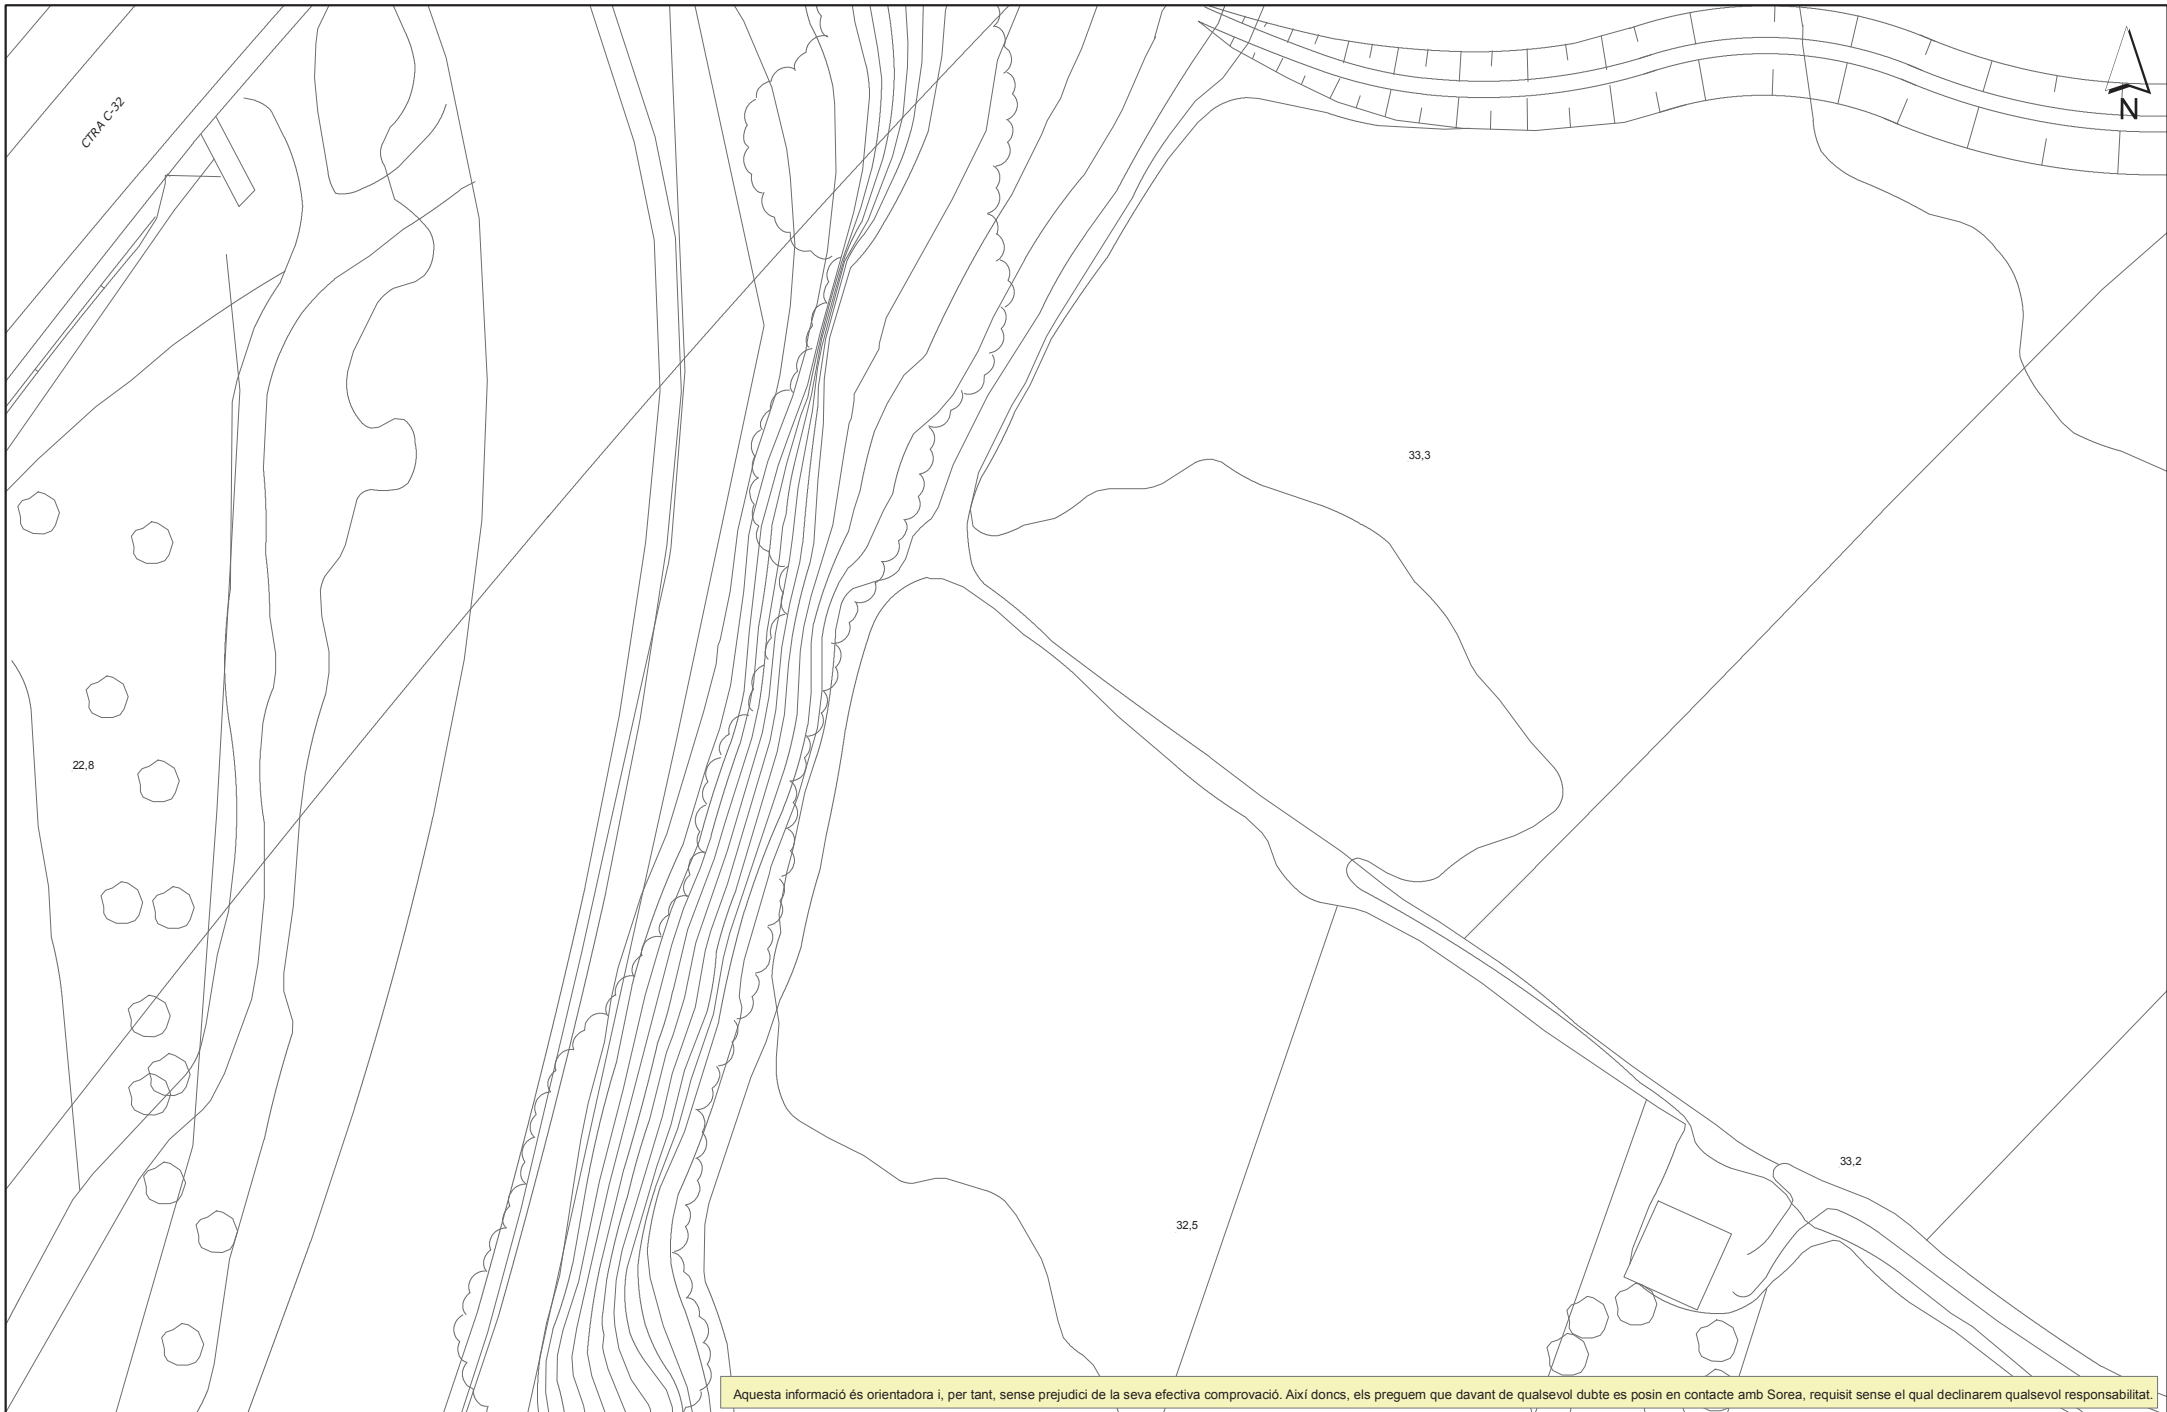 N
CTRA C-32
33,3
22,8
33,2
32,5
Aquesta informació és orientadora i, per tant, sense prejudici de la seva efectiva comprovació. Així doncs, els preguem que davant de qualsevol dubte es posin en contacte amb Sorea, requisit sense el qual declinarem qualsevol responsabilitat.